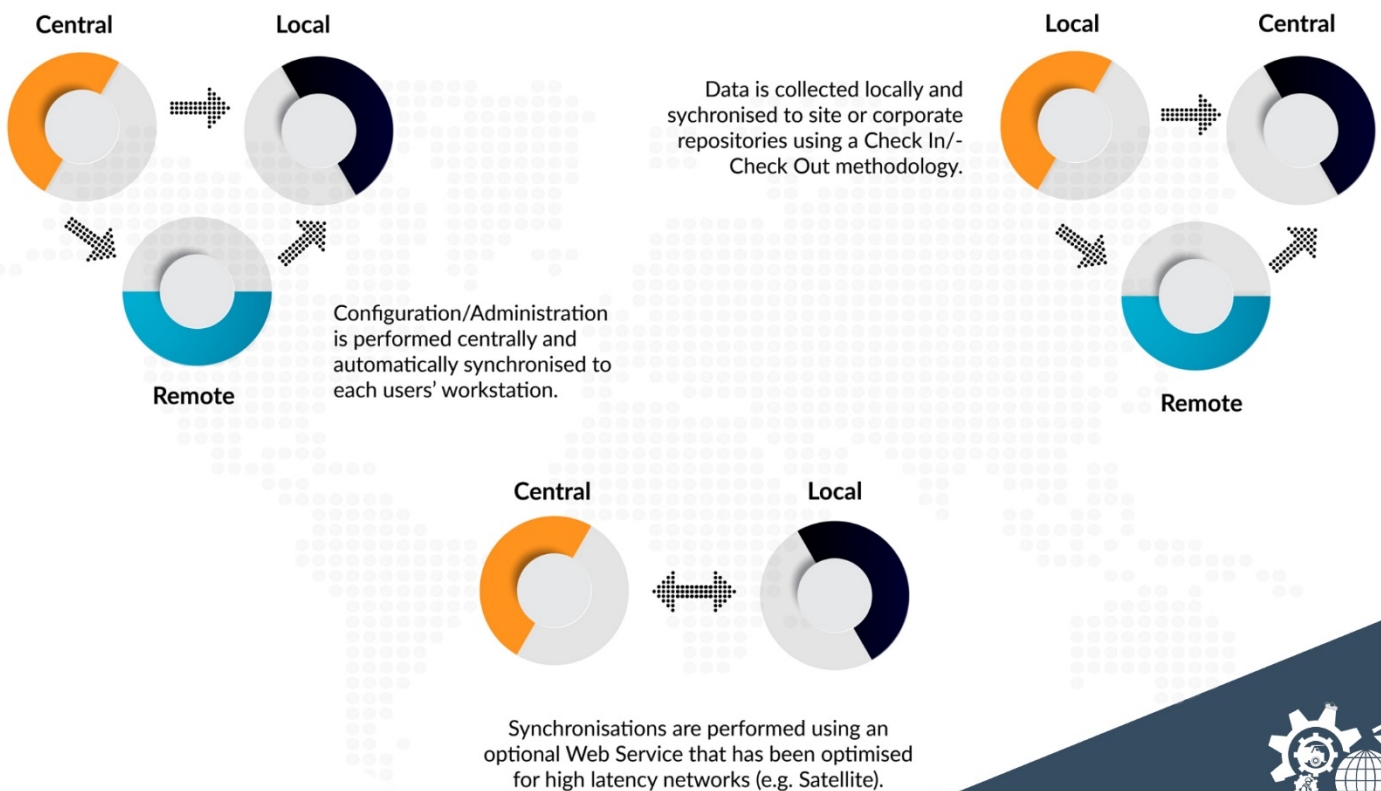 Central
Local
Configuration/Administration
is performed centrally and
automatically synchronised to
each users’ workstation.
Remote
Local
Central
Data is collected locally and
sychronised to site or corporate
repositories using a Check In/-
Check Out methodology.
Remote
Central
Local
Synchronisations are performed using an
optional Web Service that has been optimised
for high latency networks (e.g. Satellite).